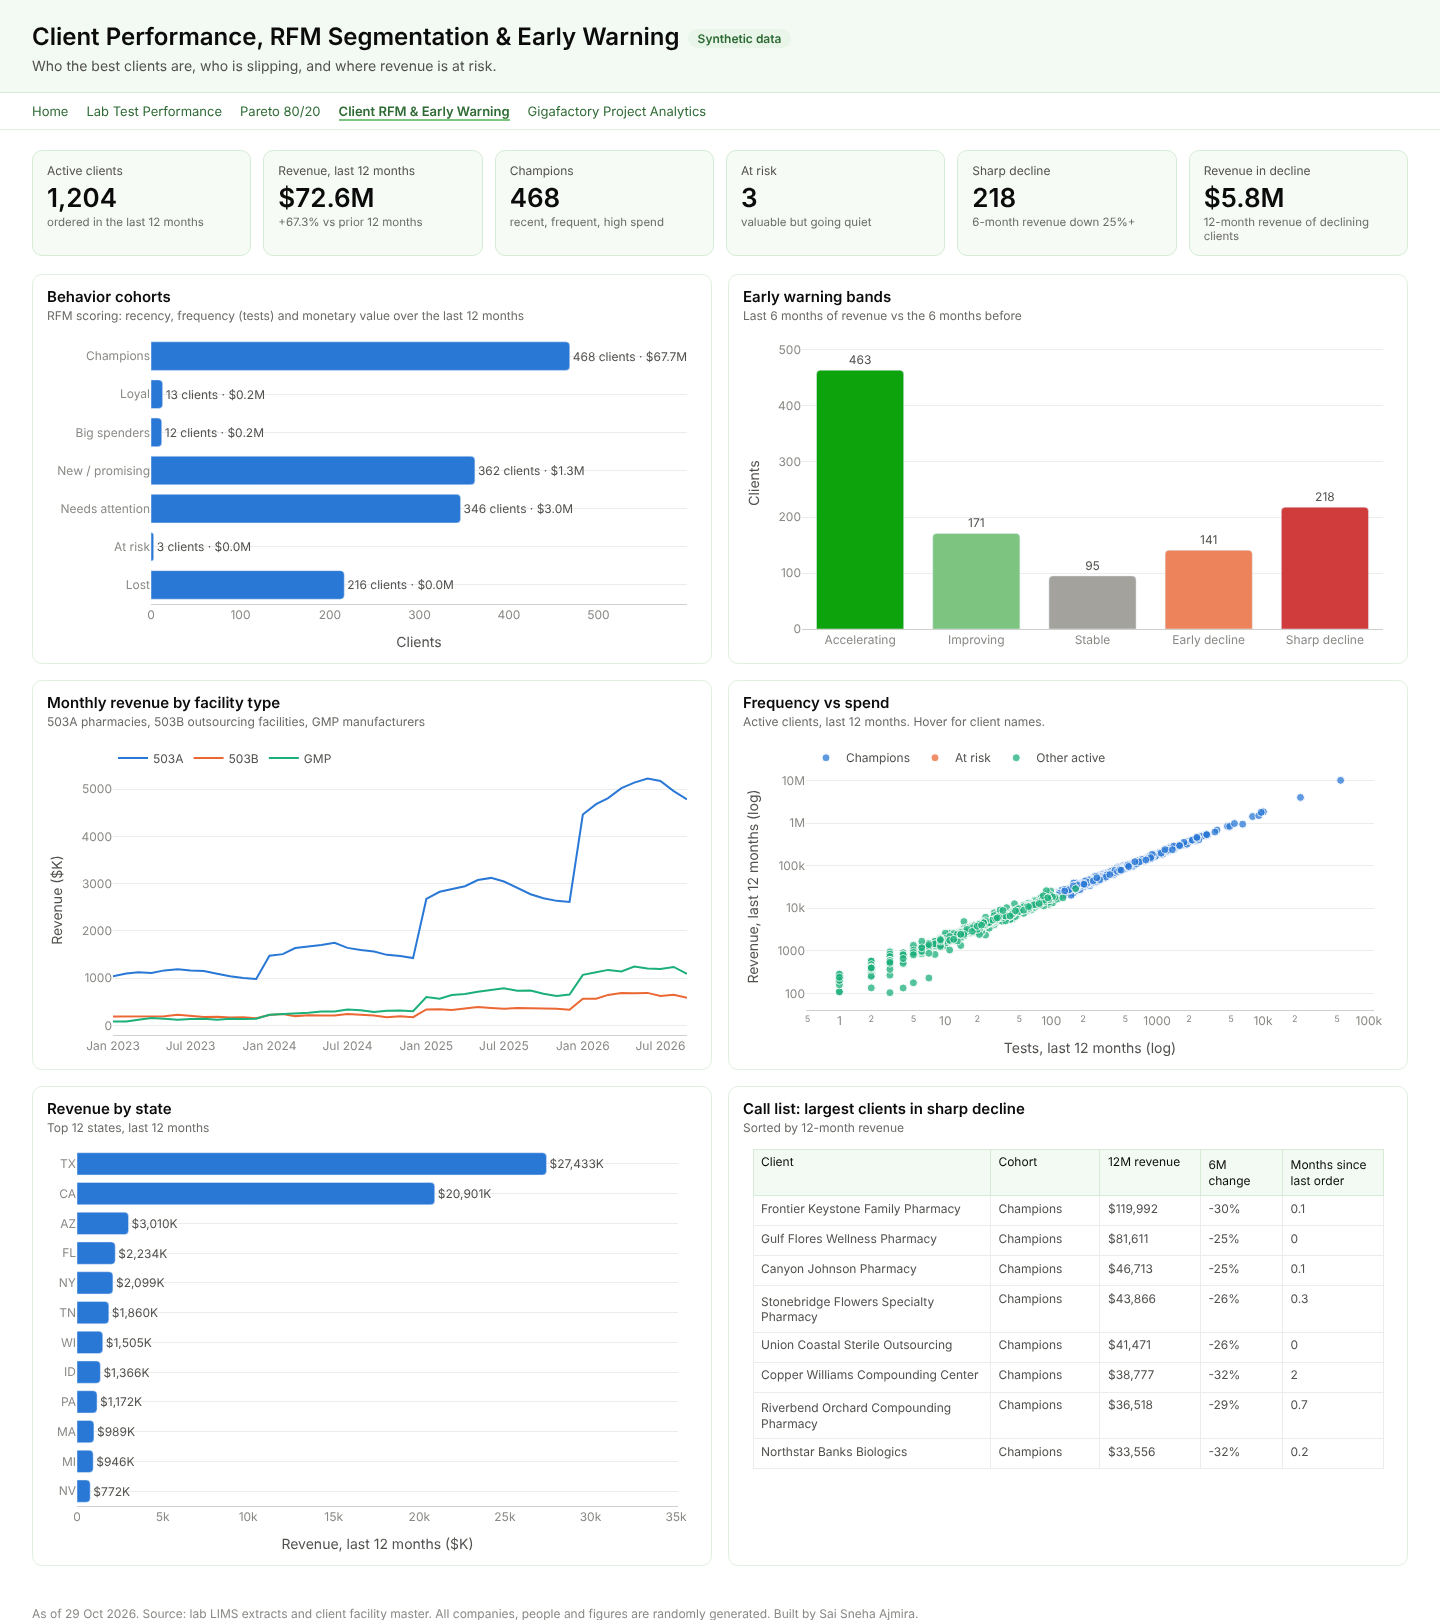 Client Performance, RFM Segmentation & Early Warning
Synthetic data
Who the best clients are, who is slipping, and where revenue is at risk.
Home
Lab Test Performance
Pareto 80/20
Client RFM & Early Warning
Gigafactory Project Analytics
Active clients
1,204
ordered in the last 12 months
Revenue, last 12 months
$72.6M
+67.3% vs prior 12 months
Champions
468
recent, frequent, high spend
At risk
3
valuable but going quiet
Sharp decline
218
6-month revenue down 25%+
Revenue in decline
$5.8M
12-month revenue of declining
clients
Behavior cohorts
RFM scoring: recency, frequency (tests) and monetary value over the last 12 months
Champions
468 clients · $67.7M
Loyal
13 clients · $0.2M
Big spenders
12 clients · $0.2M
New / promising
362 clients · $1.3M
Needs attention
346 clients · $3.0M
At risk
3 clients · $0.0M
Lost
216 clients · $0.0M
0
100
200
300
400
500
Clients
Early warning bands
Last 6 months of revenue vs the 6 months before
500
400
300
200
100
0
Clients
463
171
95
141
218
Accelerating
Improving
Stable
Early decline
Sharp decline
Monthly revenue by facility type
503A pharmacies, 503B outsourcing facilities, GMP manufacturers
503A
503B
GMP
5000
4000
3000
2000
1000
0
Revenue ($K)
Jan 2023
Jul 2023
Jan 2024
Jul 2024
Jan 2025
Jul 2025
Jan 2026
Jul 2026
Frequency vs spend
Active clients, last 12 months. Hover for client names.
Champions
At risk
Other active
10M
1M
100k
10k
1000
100
Revenue, last 12 months (log)
5
1
2
5
10
2
5
100
2
5
1000
2
5
10k
2
5
100k
Tests, last 12 months (log)
Revenue by state
Top 12 states, last 12 months
TX
$27,433K
CA
$20,901K
AZ
$3,010K
FL
$2,234K
NY
$2,099K
TN
$1,860K
WI
$1,505K
ID
$1,366K
PA
$1,172K
MA
$989K
MI
$946K
NV
$772K
0
5k
10k
15k
20k
25k
30k
35k
Revenue, last 12 months ($K)
Call list: largest clients in sharp decline
Sorted by 12-month revenue
Client
Cohort
12M revenue
6M
change
Months since
last order
Frontier Keystone Family Pharmacy
Champions
$119,992
-30%
0.1
Gulf Flores Wellness Pharmacy
Champions
$81,611
-25%
0
Canyon Johnson Pharmacy
Champions
$46,713
-25%
0.1
Stonebridge Flowers Specialty
Pharmacy
Champions
$43,866
-26%
0.3
Union Coastal Sterile Outsourcing
Champions
$41,471
-26%
0
Copper Williams Compounding Center
Champions
$38,777
-32%
2
Riverbend Orchard Compounding
Pharmacy
Champions
$36,518
-29%
0.7
Northstar Banks Biologics
Champions
$33,556
-32%
0.2
As of 29 Oct 2026. Source: lab LIMS extracts and client facility master. All companies, people and figures are randomly generated. Built by Sai Sneha Ajmira.